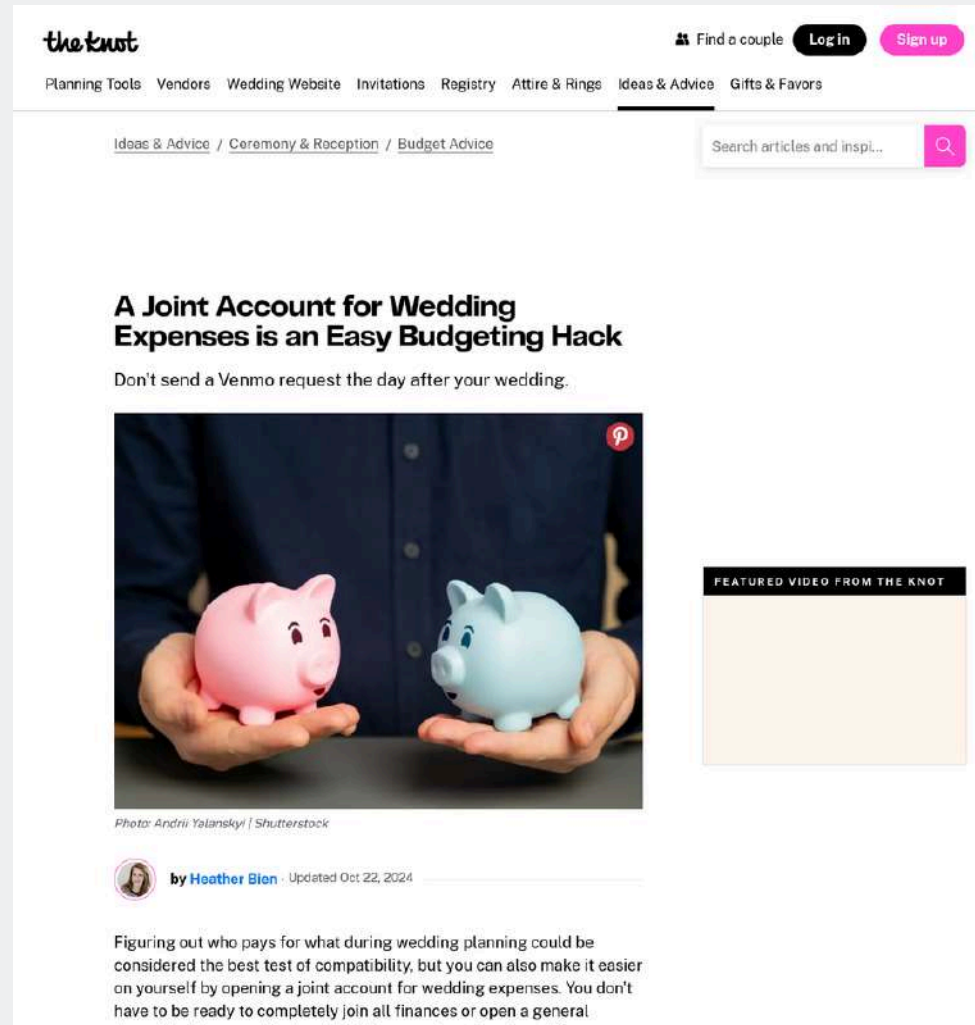 the knot
Find a couple
Log in
Sign up
Planning Tools Vendors Wedding Website Invitations Registry Attire & Rings Ideas & Advice Gifts & Favors
Ideas & Advice / Ceremony & Reception / Budget Advice
Search articles and inspi...
A Joint Account for Wedding
Expenses is an Easy Budgeting Hack
Don't send a Venmo request the day after your wedding.
FEATURED VIDEO FROM THE KNOT
Photo: Andrii Yalanskyi | Shutterstock
by Heather Bien · Updated Oct 22, 2024
Figuring out who pays for what during wedding planning could be
considered the best test of compatibility, but you can also make it easier
on yourself by opening a joint account for wedding expenses. You don't
have to be ready to completely join all finances or open a general